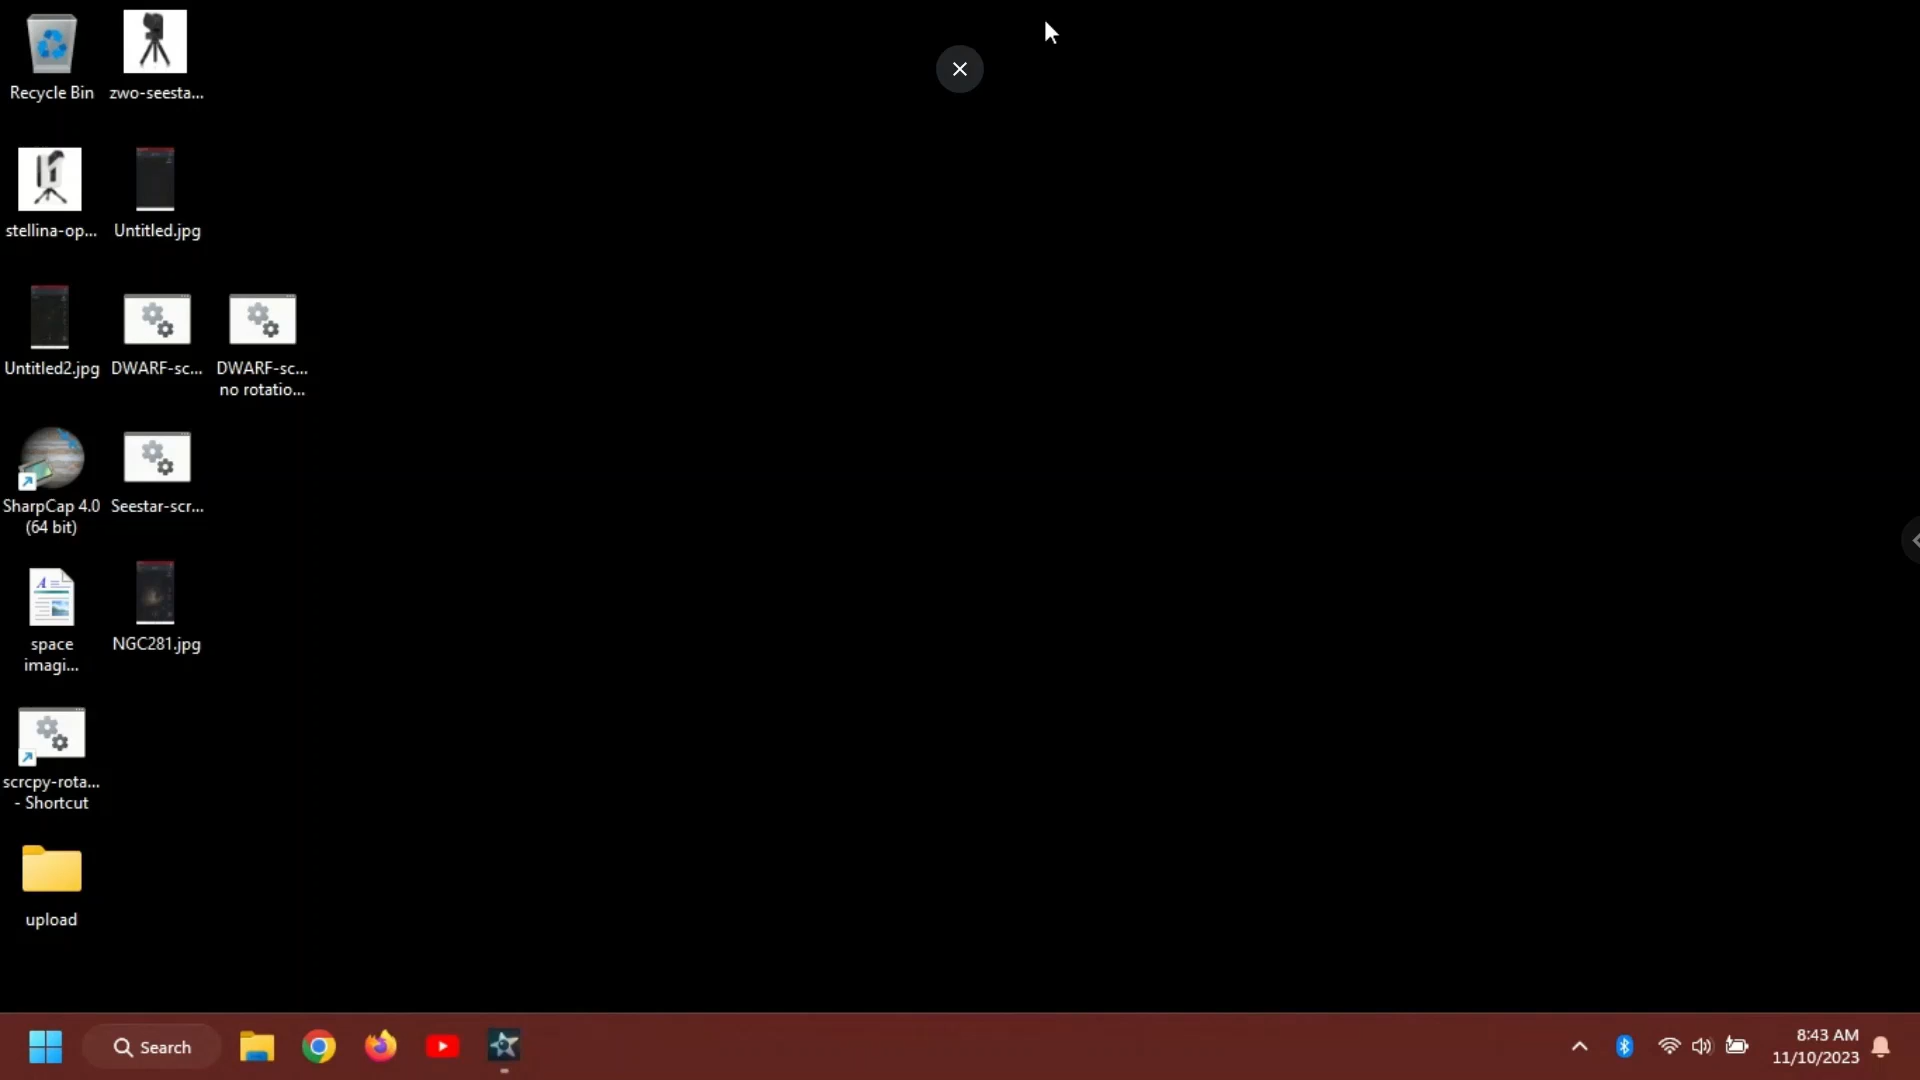 Recycle Bin
zwo-seesta...
stellina-op...
Untitled.jpg
Untitled2.jpg
DWARF-sc...
DWARF-sc...
no rotatio...
SharpCap 4.0
(64 bit)
Seestar-scr...
space
imagi...
NGC281.jpg
scrcpy-rota...
- Shortcut
upload
Search
8:43 AM
11/10/2023